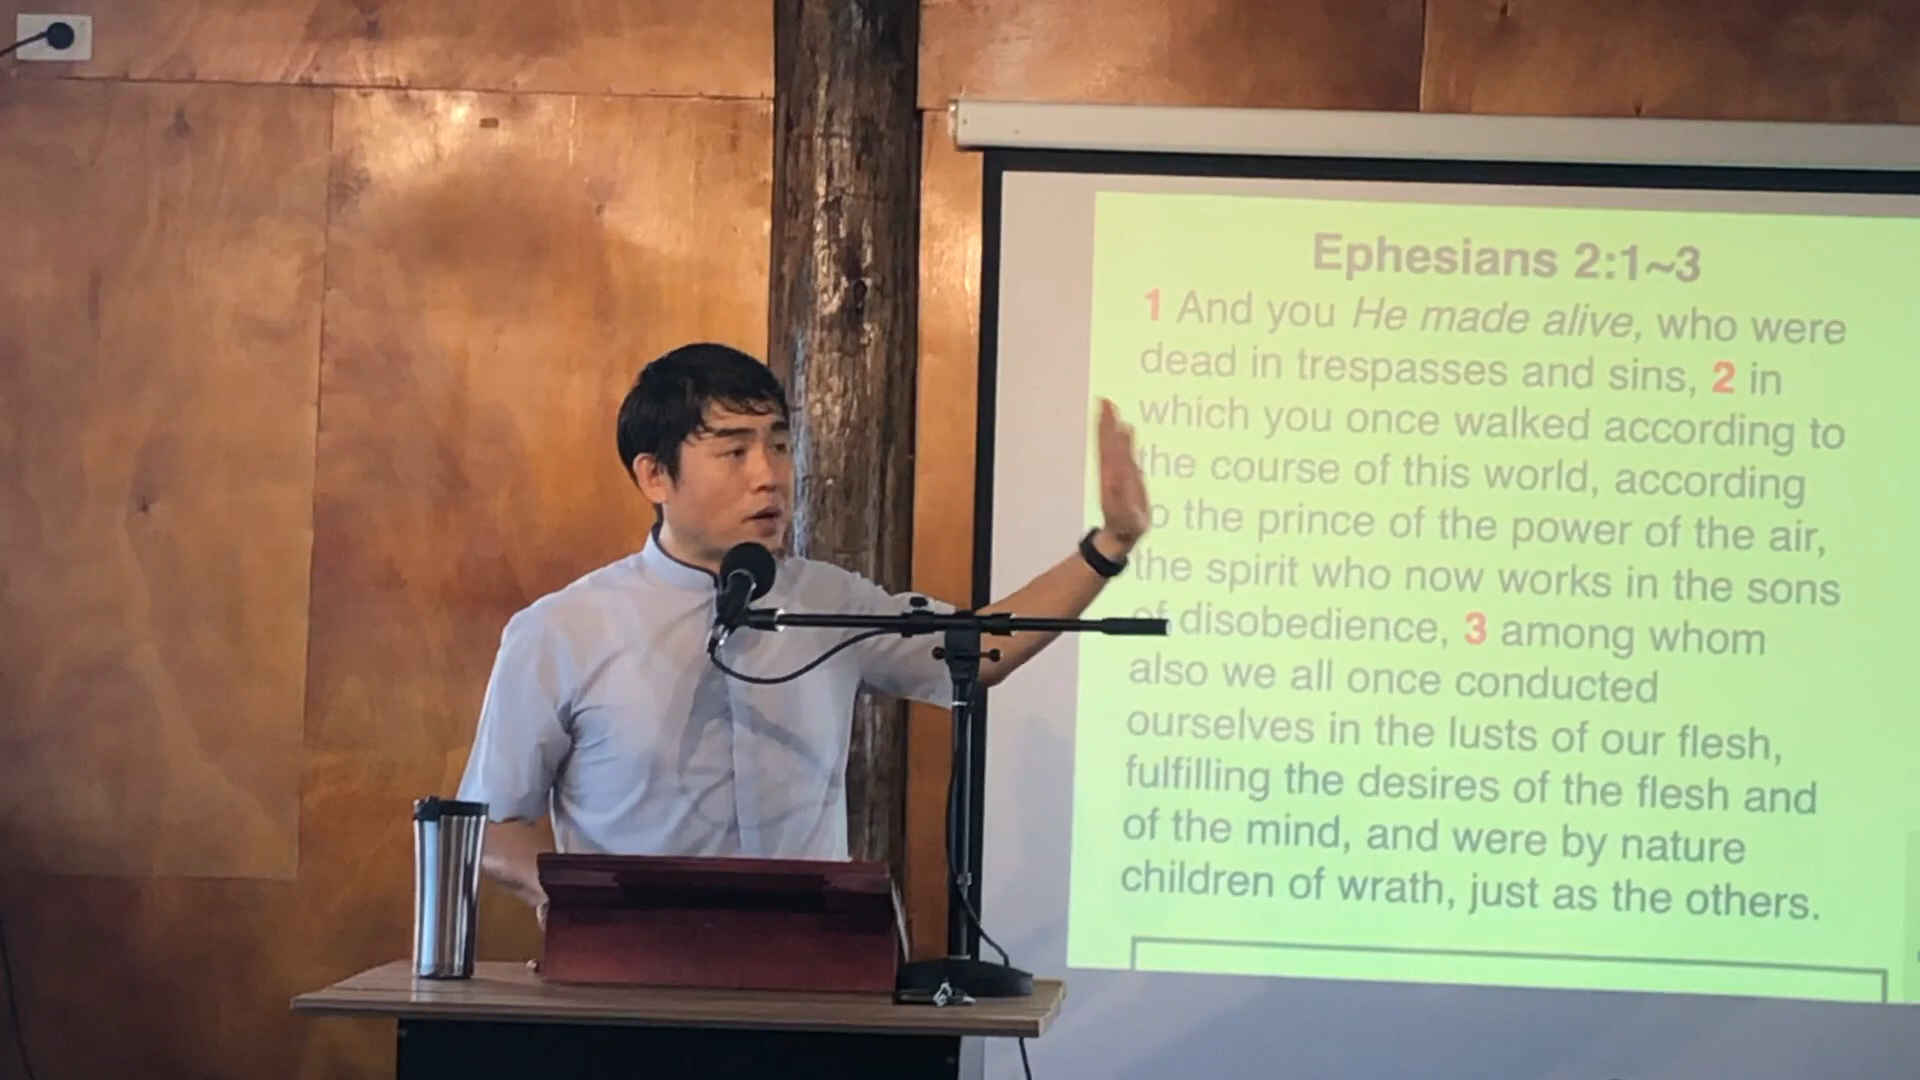 Ephesians 2:1~3
1 And you He made alive, who were
dead in trespasses and sins, 2 in
which you once walked according to
the course of this world, according
the prince of the power of the air,
the spirit who now works in the sons
of disobedience, 3 among whom
also we all once conducted
ourselves in the lusts of our flesh,
fulfilling the desires of the flesh and
of the mind, and were by nature
children of wrath, just as the others.